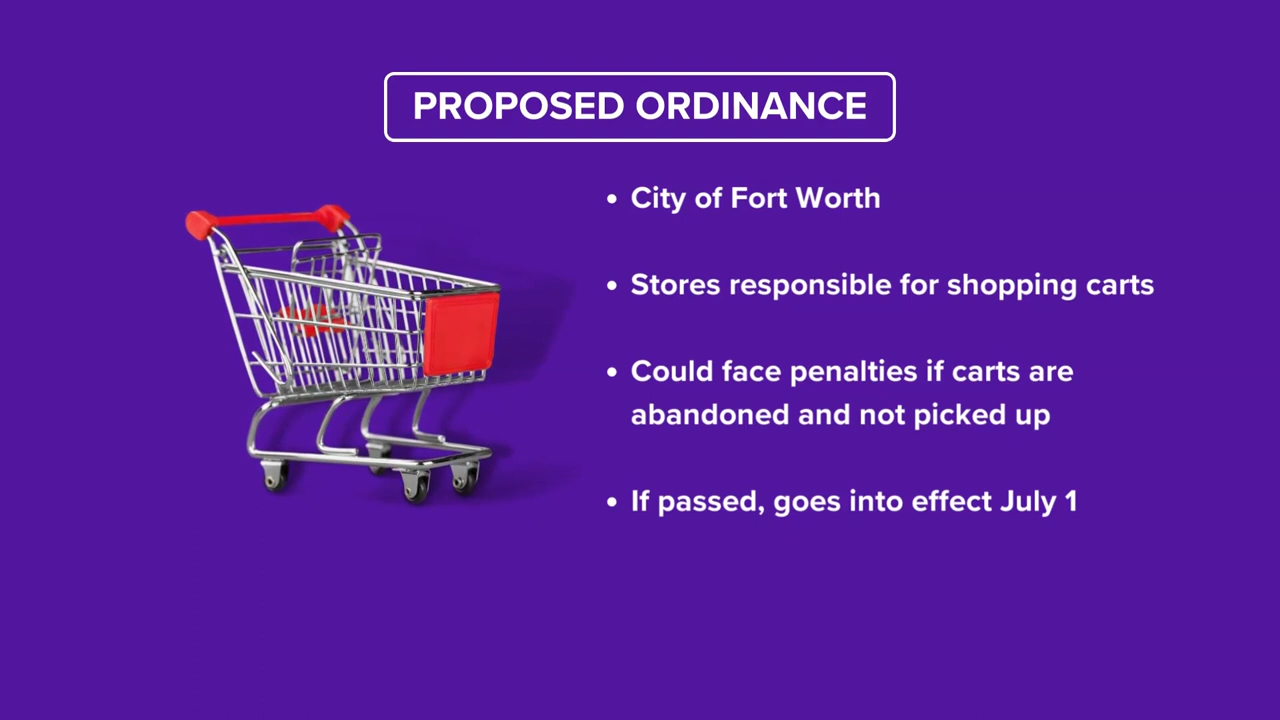 PROPOSED ORDINANCE
• City of Fort Worth
• Stores responsible for shopping carts
• Could face penalties if carts are
abandoned and not picked up
• If passed, goes into effect July 1